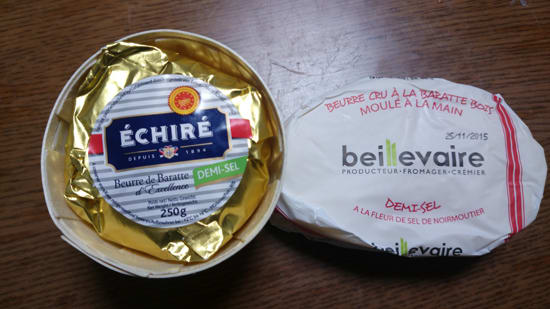 ÉCHIRÉ
DEPUIS 1894
Beurre de Baratte
d'Excellence
DEMI-SEL
250g
BEURRE CRU À LA BARATTE BOIS
MOULÉ À LA MAIN
25/11/2015
beillevaire
PRODUCTEUR·FROMAGER·CRÉMIER
DEMI-SEL
A LA FLEUR DE SEL DE NOIRMOUTIER
beillevaire